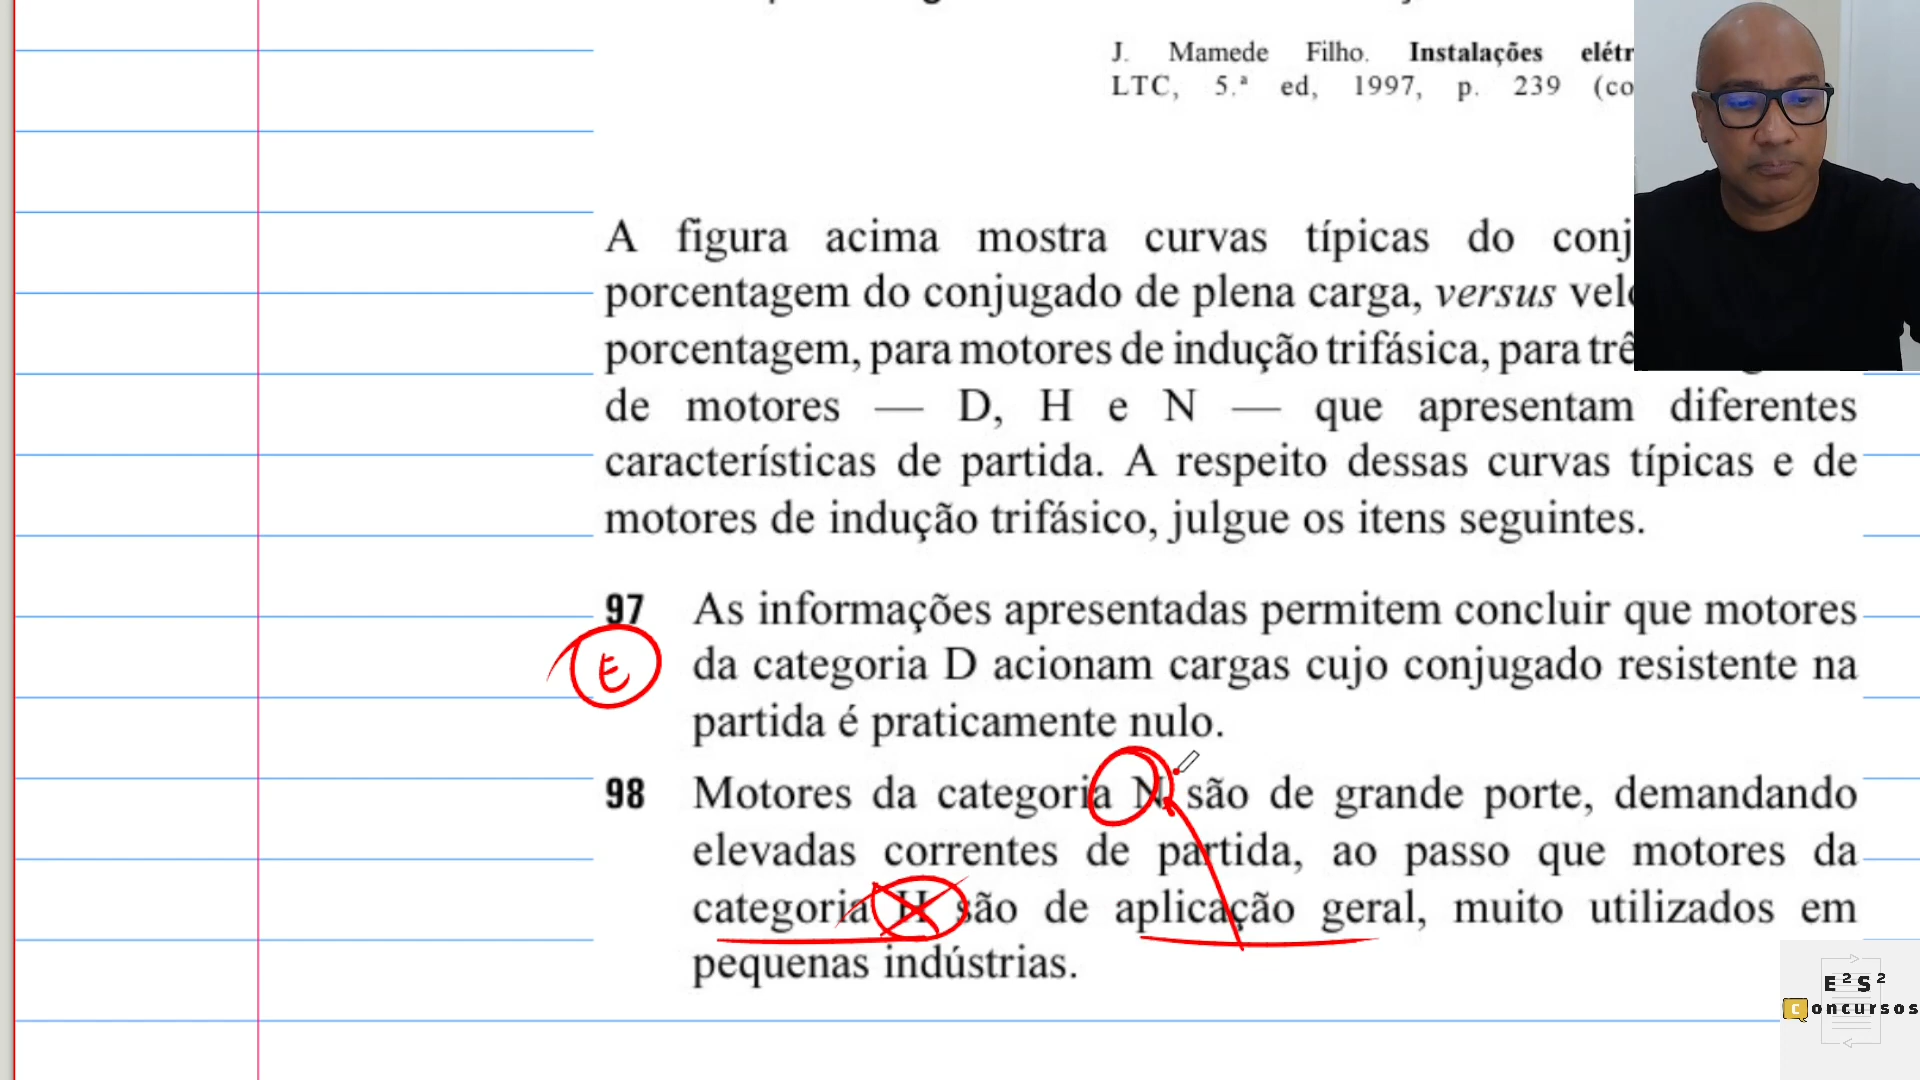 J. Mamede Filho. Instalações elétr
LTC, 5.ª ed, 1997, p. 239 (co
A figura acima mostra curvas típicas do conj
porcentagem do conjugado de plena carga, versus velo
porcentagem, para motores de indução trifásica, para trê
de motores — D, H e N — que apresentam diferentes
características de partida. A respeito dessas curvas típicas e de
motores de indução trifásico, julgue os itens seguintes.
97 As informações apresentadas permitem concluir que motores
E
da categoria D acionam cargas cujo conjugado resistente na
partida é praticamente nulo.
98 Motores da categoria N são de grande porte, demandando
elevadas correntes de partida, ao passo que motores da
categoria H são de aplicação geral, muito utilizados em
pequenas indústrias.
E²S²
Concursos